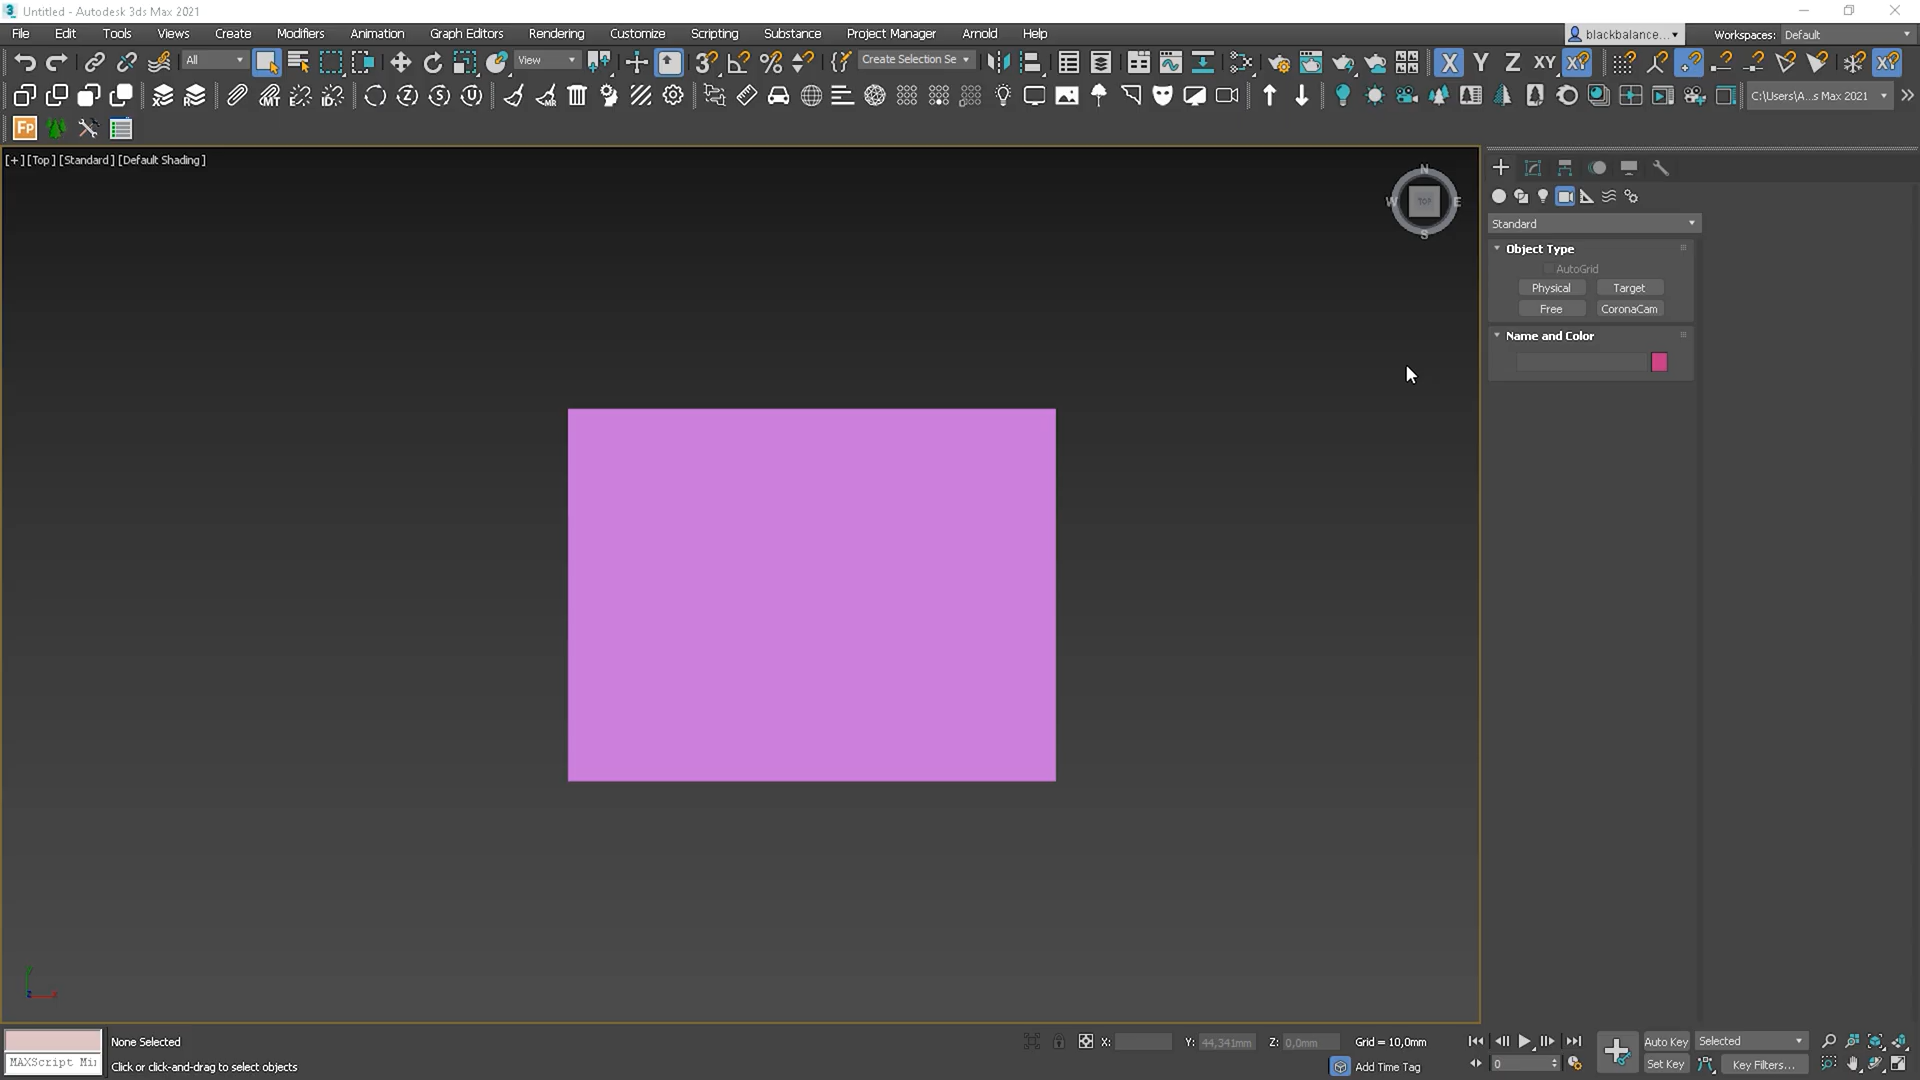 Untitled - Autodesk 3ds Max 2021
File Edit Tools Views Create Modifiers Animation Graph Editors Rendering Customize Scripting Substance Project Manager Arnold Help
blackbalance... Workspaces: Default
All View Create Selection Se X Y Z XY XY XY
C:\Users\A...s Max 2021
Fp
[+] [Top] [Standard] [Default Shading]
N
W TOP E
S
Standard
Object Type
AutoGrid
Physical Target
Free CoronaCam
Name and Color
y
x
None Selected
X: Y: 44,341mm Z: 0,0mm Grid = 10,0mm
Auto Key Selected
MAXScript Mi
Click or click-and-drag to select objects
Add Time Tag
0
Set Key Key Filters...